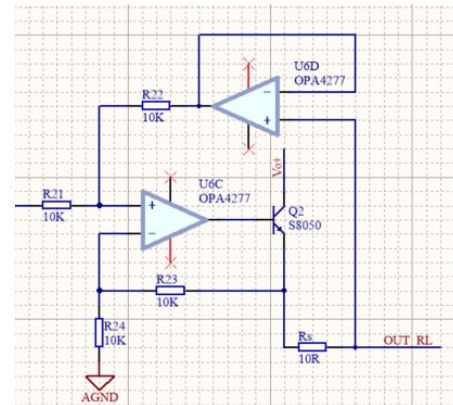 U6D
OPA4277
R22
10K
Vo+
R21
10K
U6C
OPA4277
Q2
S8050
R23
10K
R24
10K
Rs
10R
OUT RL
AGND